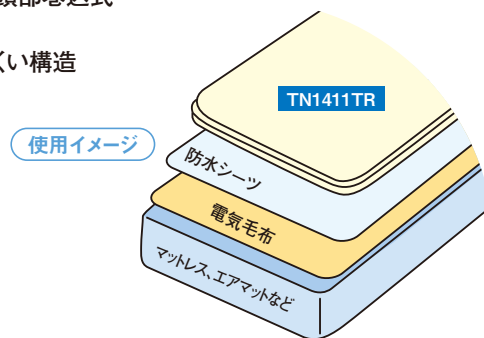 頭部巻込式
くい構造
TN1411TR
使用イメージ
防水シーツ
電気毛布
マットレス、エアマットなど